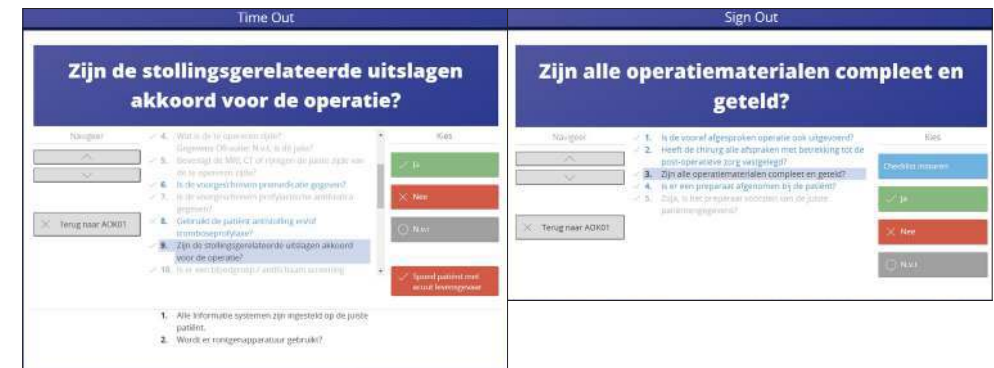 Time Out
Zijn de stollingsgerelateerde uitslagen
akkoord voor de operatie?
Navigeer
Terug naar AOK01
4. Wat is de te opereren zijde?
Gegevens OK-valier N.v.t. is dit juist?
5. Bevestigt de MRI, CT of röntgen de juiste zijde van
de te opereren zijde?
6. Is de voorgeschreven premedicatie gegeven?
7. Is de voorgeschreven profylactische antibiotica
gegeven?
8. Gebruikt de patiënt antistolling en/of
tromboseprofylaxe?
9. Zijn de stollingsgerelateerde uitslagen akkoord
voor de operatie?
10. Is er een bloedgroep / antilichaam screening
Kies
Ja
Nee
N.v.t
Spoed patiënt met
acuut levensgevaar
1. Alle informatie systemen zijn ingesteld op de juiste
patiënt.
2. Wordt er rontgenapparatuur gebruikt?
Sign Out
Zijn alle operatiematerialen compleet en
geteld?
Navigeer
Terug naar AOK01
1. Is de vooraf afgesproken operatie ook uitgevoerd?
2. Heeft de chirurg alle afspraken met betrekking tot de
post-operatieve zorg vastgelegd?
3. Zijn alle operatiematerialen compleet en geteld?
4. Is er een preparaat afgenomen bij de patiënt?
5. Zoja, is het preparaat voorzien van de juiste
patiëntengegevens?
Kies
Checklist resuneren
Ja
Nee
N.v.t